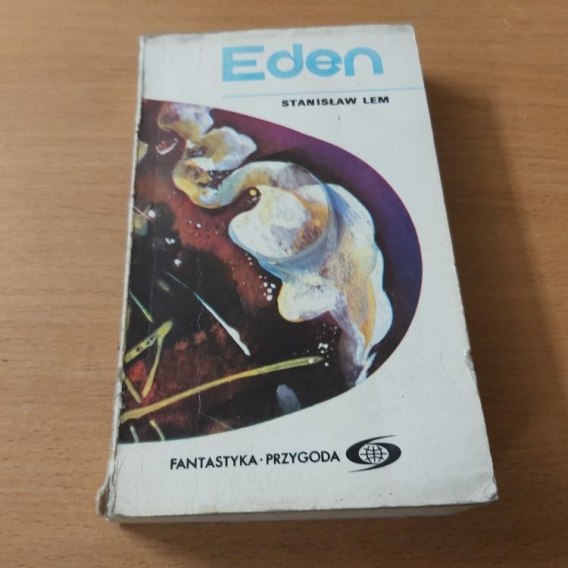 Eden
STANISŁAW LEM
FANTASTYKA · PRZYGODA